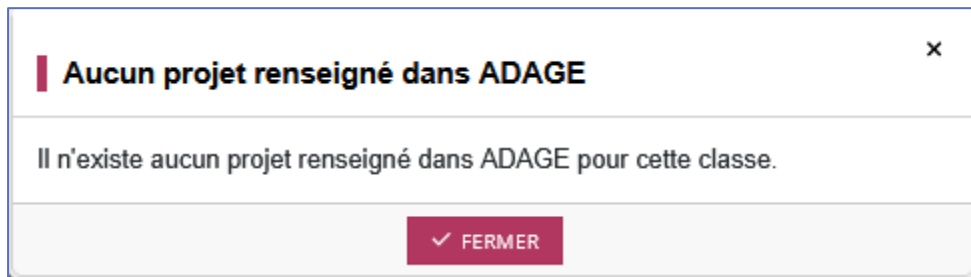 Aucun projet renseigné dans ADAGE
Il n'existe aucun projet renseigné dans ADAGE pour cette classe.
FERMER